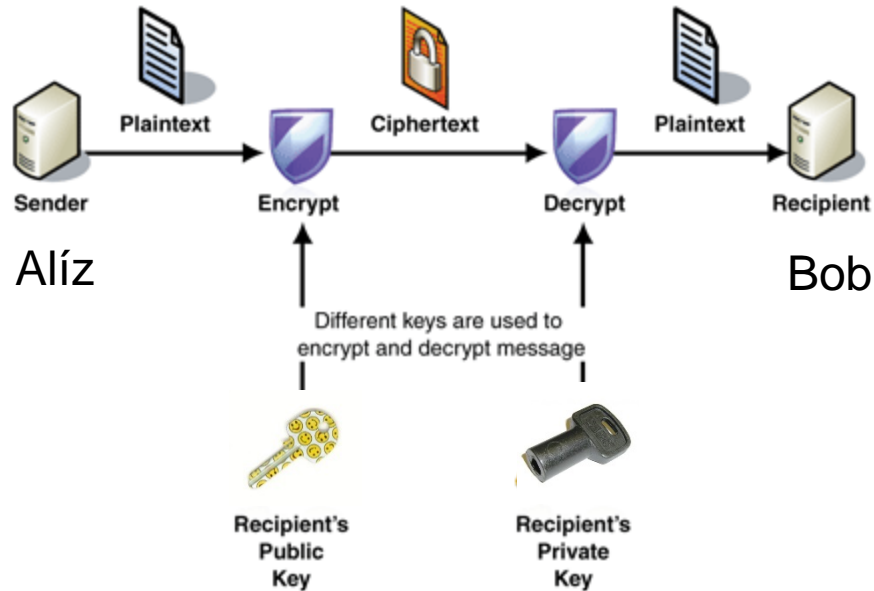 Plaintext
Ciphertext
Plaintext
Sender
Encrypt
Decrypt
Recipient
Alíz
Bob
Different keys are used to
encrypt and decrypt message
Recipient's
Public
Key
Recipient's
Private
Key